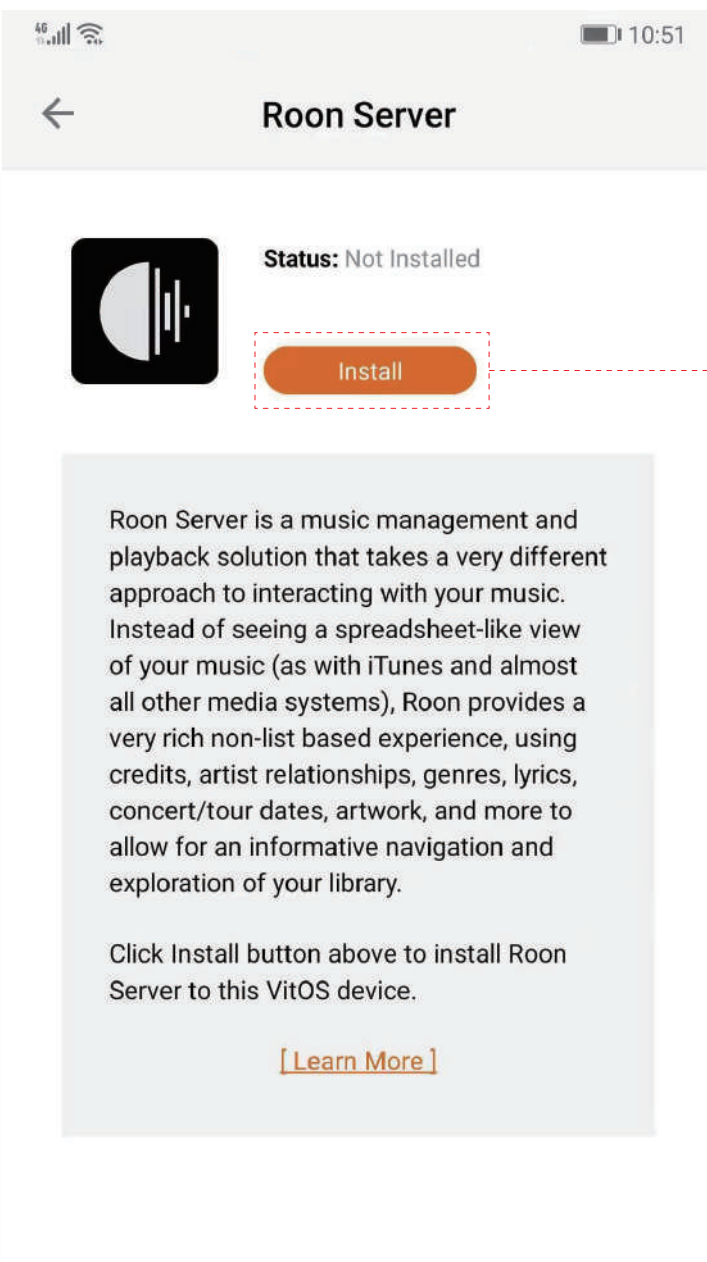 4G
10:51
Roon Server
Status: Not Installed
Install
Roon Server is a music management and
playback solution that takes a very different
approach to interacting with your music.
Instead of seeing a spreadsheet-like view
of your music (as with iTunes and almost
all other media systems), Roon provides a
very rich non-list based experience, using
credits, artist relationships, genres, lyrics,
concert/tour dates, artwork, and more to
allow for an informative navigation and
exploration of your library.
Click Install button above to install Roon
Server to this VitOS device.
[ Learn More ]